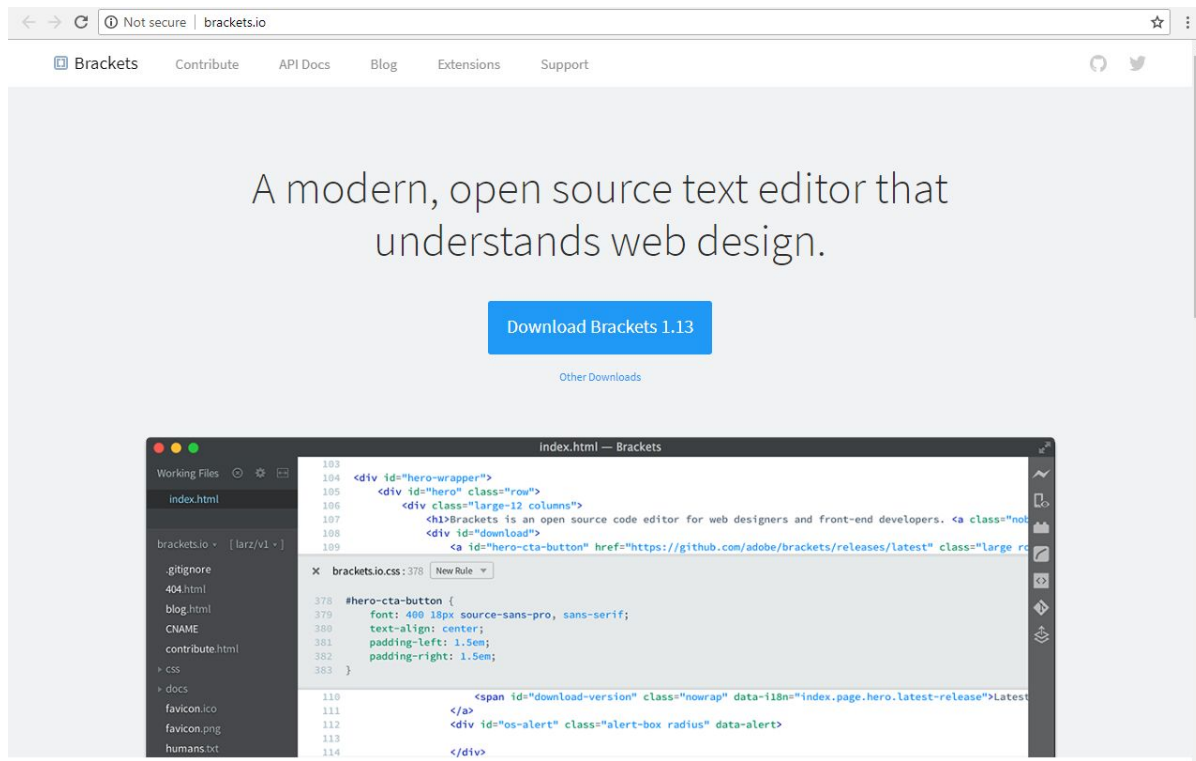 Not secure | brackets.io
Brackets Contribute API Docs Blog Extensions Support
A modern, open source text editor that
understands web design.
Download Brackets 1.13
Other Downloads
index.html — Brackets
Working Files
index.html
brackets.io [ larz/v1 ]
.gitignore
404.html
blog.html
CNAME
contribute.html
css
docs
favicon.ico
favicon.png
humans.txt
103
104 <div id="hero-wrapper">
105 <div id="hero" class="row">
106 <div class="large-12 columns">
107 <h1>Brackets is an open source code editor for web designers and front-end developers. <a class="nob
108 <div id="download">
109 <a id="hero-cta-button" href="https://github.com/adobe/brackets/releases/latest" class="large ro
× brackets.io.css : 378 New Rule
378 #hero-cta-button {
379 font: 400 18px source-sans-pro, sans-serif;
380 text-align: center;
381 padding-left: 1.5em;
382 padding-right: 1.5em;
383 }
110 <span id="download-version" class="nowrap" data-i18n="index.page.hero.latest-release">Latest
111 </a>
112 <div id="os-alert" class="alert-box radius" data-alert>
113
114 </div>